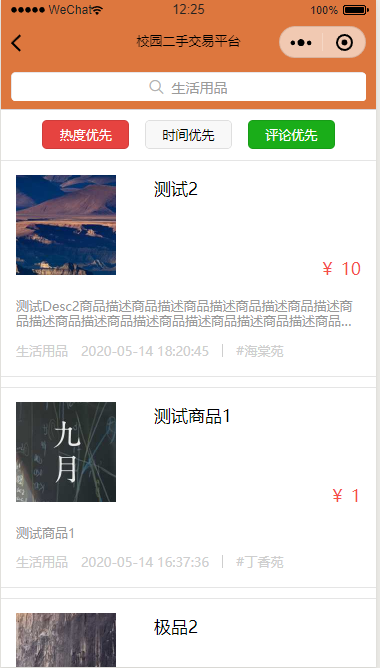 WeChat 12:25 100%
校园二手交易平台
生活用品
热度优先 时间优先 评论优先
测试2
¥ 10
测试Desc2商品描述商品描述商品描述商品描述商品描述商
品描述商品描述商品描述商品描述商品描述商品描述商品...
生活用品 2020-05-14 18:20:45 | #海棠苑
九月
测试商品1
¥ 1
测试商品1
生活用品 2020-05-14 16:37:36 | #丁香苑
极品2